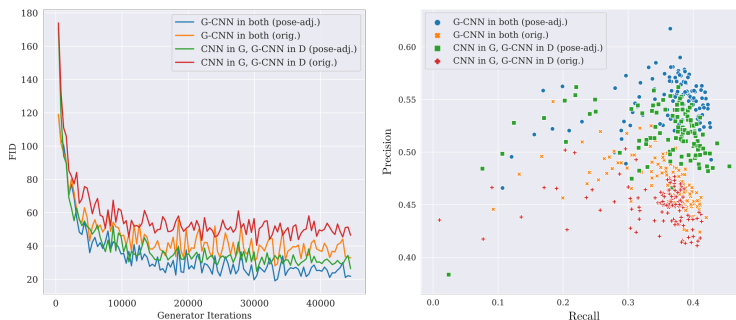 180
160
140
120
100
80
60
40
20
FID
0
10000
20000
30000
40000
Generator Iterations
G-CNN in both (pose-adj.)
G-CNN in both (orig.)
CNN in G, G-CNN in D (pose-adj.)
CNN in G, G-CNN in D (orig.)
0.60
0.55
0.50
0.45
0.40
Precision
0.0
0.1
0.2
0.3
0.4
Recall
G-CNN in both (pose-adj.)
G-CNN in both (orig.)
CNN in G, G-CNN in D (pose-adj.)
CNN in G, G-CNN in D (orig.)